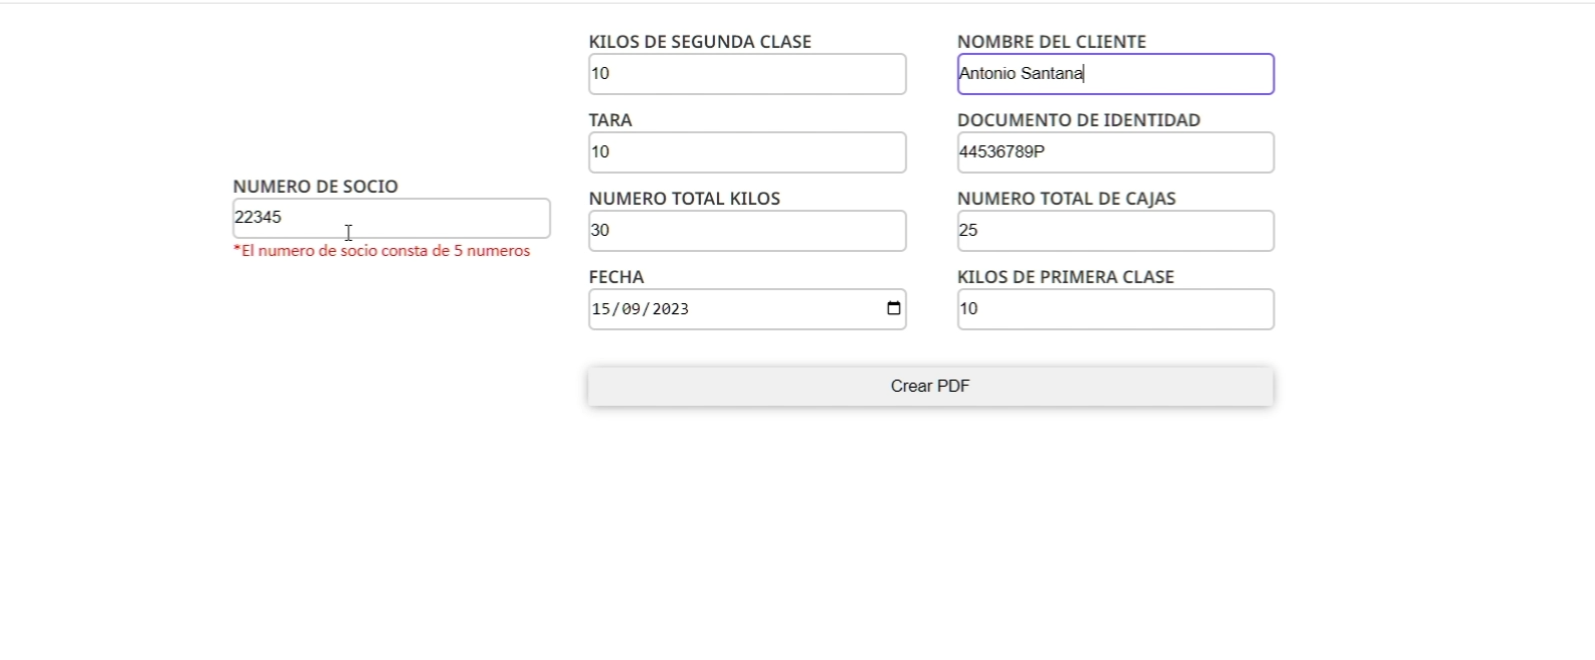 NUMERO DE SOCIO
22345
*El numero de socio consta de 5 numeros
KILOS DE SEGUNDA CLASE
10
TARA
10
NUMERO TOTAL KILOS
30
FECHA
15/09/2023
NOMBRE DEL CLIENTE
Antonio Santana
DOCUMENTO DE IDENTIDAD
44536789P
NUMERO TOTAL DE CAJAS
25
KILOS DE PRIMERA CLASE
10
Crear PDF